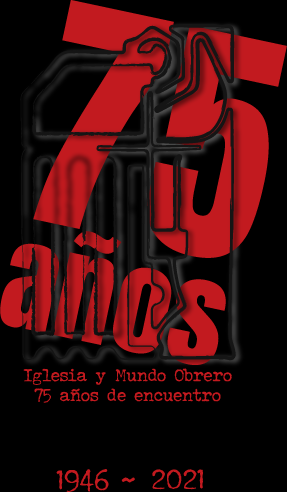 75
años
Iglesia y Mundo Obrero
75 años de encuentro
1946 ~ 2021